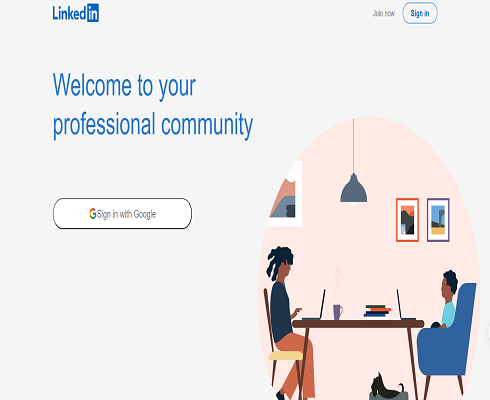 LinkedIn
Join now
Sign in
Welcome to your
professional community
Sign in with Google